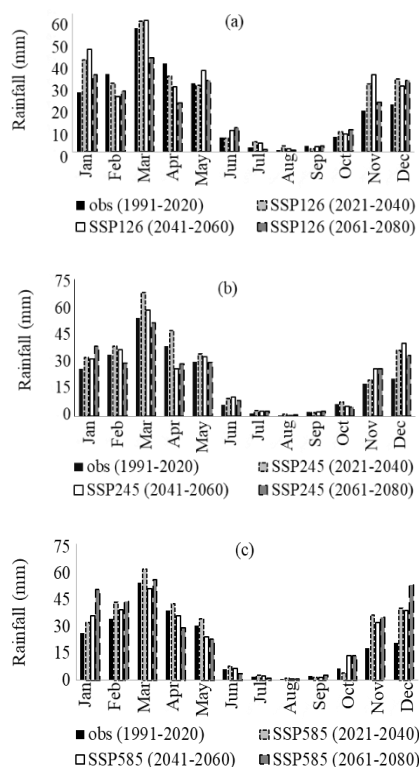 (a)
Rainfall (mm)
60
50
40
30
20
10
0
Jan Feb Mar Apr May Jun Jul Aug Sep Oct Nov Dec
obs (1991-2020) SSP126 (2021-2040)
SSP126 (2041-2060) SSP126 (2061-2080)
(b)
Rainfall (mm)
75
60
45
30
15
0
Jan Feb Mar Apr May Jun Jul Aug Sep Oct Nov Dec
obs (1991-2020) SSP245 (2021-2040)
SSP245 (2041-2060) SSP245 (2061-2080)
(c)
Rainfall (mm)
75
60
45
30
15
0
Jan Feb Mar Apr May Jun Jul Aug Sep Oct Nov Dec
obs (1991-2020) SSP585 (2021-2040)
SSP585 (2041-2060) SSP585 (2061-2080)